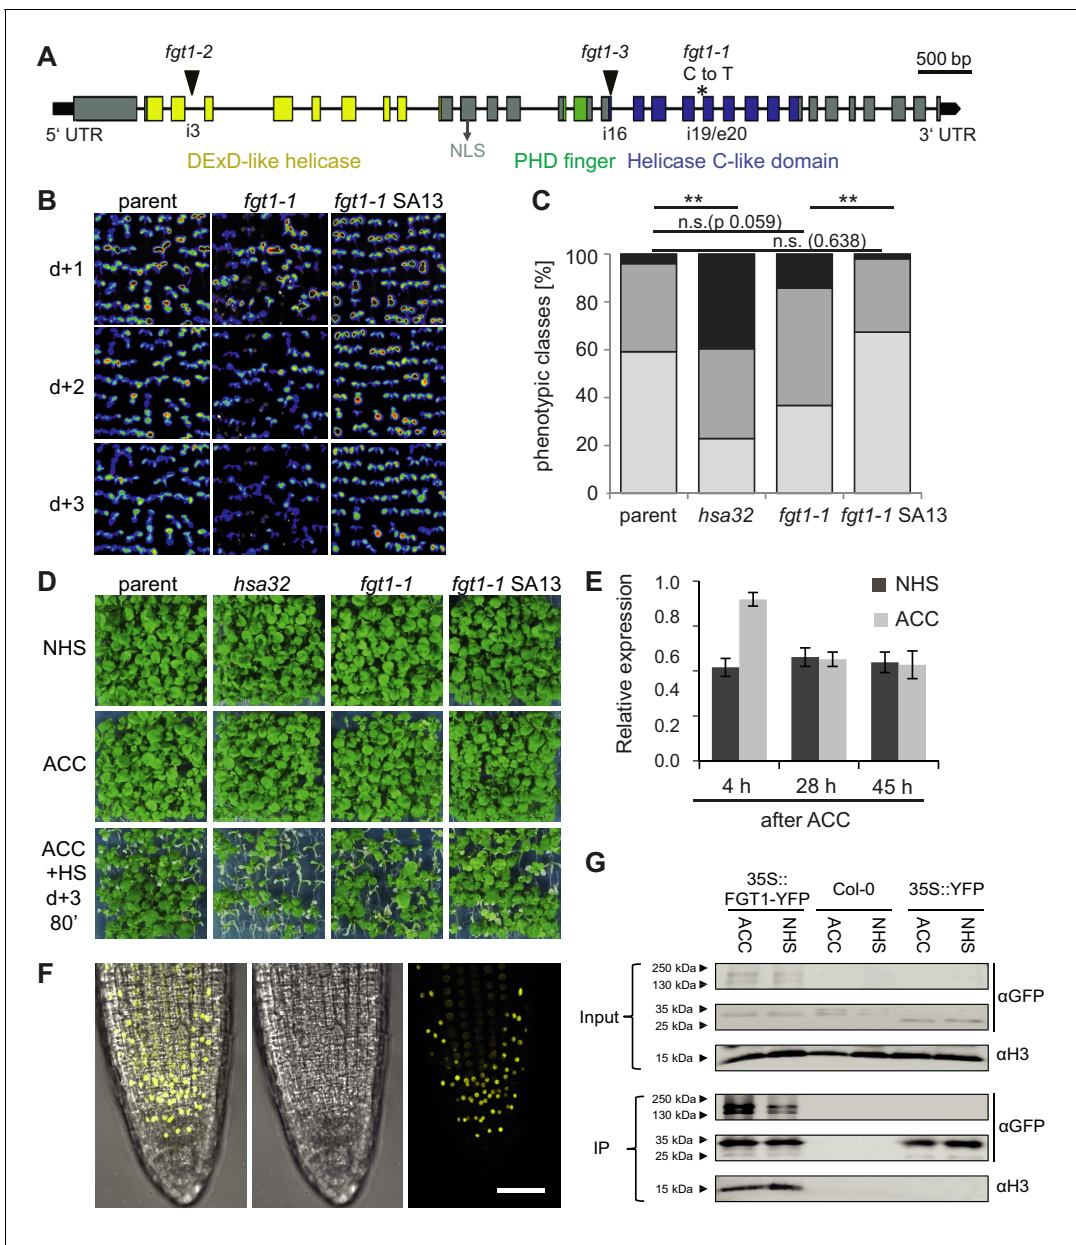 A
fgt1-2
fgt1-3
fgt1-1
C to T
*
500 bp
5‘ UTR
i3
NLS
i16
i19/e20
3‘ UTR
DExD-like helicase
PHD finger
Helicase C-like domain
B
parent
fgt1-1
fgt1-1 SA13
d+1
d+2
d+3
C
**
**
n.s.(p 0.059)
n.s. (0.638)
phenotypic classes [%]
100
80
60
40
20
0
parent
hsa32
fgt1-1
fgt1-1 SA13
D
parent
hsa32
fgt1-1
fgt1-1 SA13
NHS
ACC
ACC
+HS
d+3
80’
E
Relative expression
1.0
0.8
0.6
0.4
0.2
0.0
NHS
ACC
4 h
28 h
45 h
after ACC
F
G
35S::
FGT1-YFP
Col-0
35S::YFP
ACC
NHS
ACC
NHS
ACC
NHS
Input
250 kDa
130 kDa
35 kDa
25 kDa
αGFP
15 kDa
αH3
IP
250 kDa
130 kDa
35 kDa
25 kDa
αGFP
15 kDa
αH3